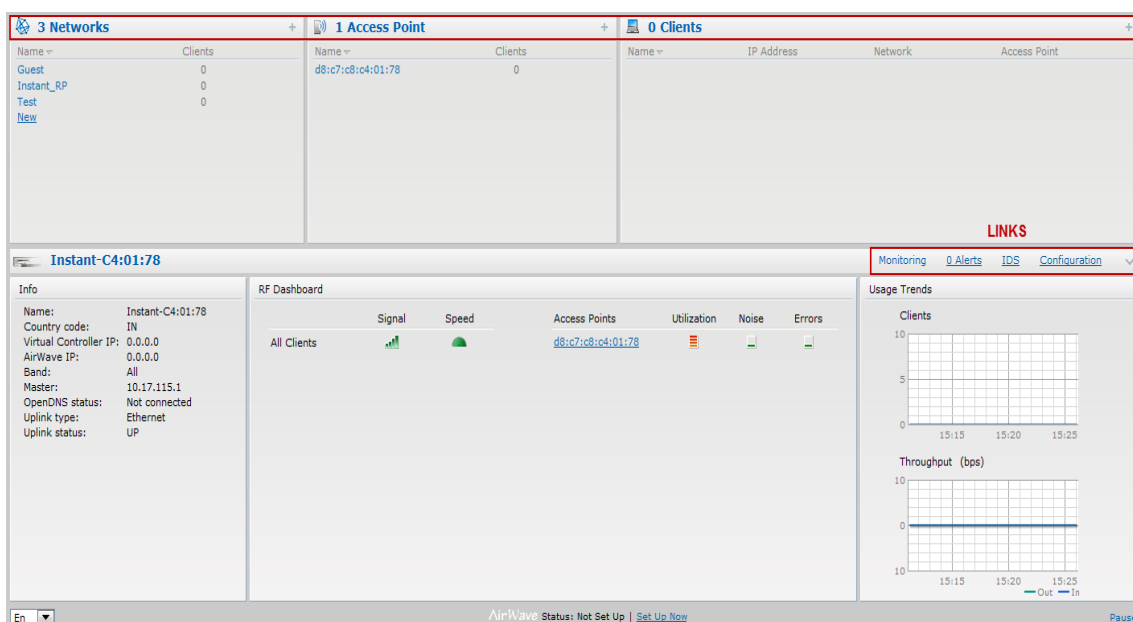 3 Networks +
Name Clients
Guest 0
Instant_RP 0
Test 0
New
1 Access Point +
Name Clients
d8:c7:c8:c4:01:78 0
0 Clients +
Name IP Address Network Access Point
LINKS
Instant-C4:01:78
Monitoring 0 Alerts IDS Configuration
Info
Name: Instant-C4:01:78
Country code: IN
Virtual Controller IP: 0.0.0.0
AirWave IP: 0.0.0.0
Band: All
Master: 10.17.115.1
OpenDNS status: Not connected
Uplink type: Ethernet
Uplink status: UP
RF Dashboard
Signal Speed Access Points Utilization Noise Errors
All Clients d8:c7:c8:c4:01:78
Usage Trends
Clients
10
5
0
15:15 15:20 15:25
Throughput (bps)
10
0
10
15:15 15:20 15:25
Out In
En
AirWave Status: Not Set Up | Set Up Now
Pause